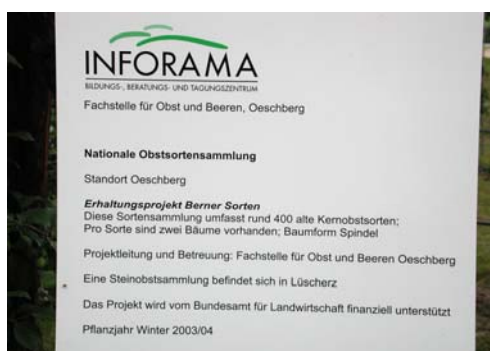 INFORAMA
BILDUNGS-, BERATUNGS- UND TAGUNGSZENTRUM
Fachstelle für Obst und Beeren, Oeschberg
Nationale Obstsortensammlung
Standort Oeschberg
Erhaltungsprojekt Berner Sorten
Diese Sortensammlung umfasst rund 400 alte Kernobstsorten;
Pro Sorte sind zwei Bäume vorhanden; Baumform Spindel
Projektleitung und Betreuung: Fachstelle für Obst und Beeren Oeschberg
Eine Steinobstsammlung befindet sich in Lüscherz
Das Projekt wird vom Bundesamt für Landwirtschaft finanziell unterstützt
Pflanzjahr Winter 2003/04